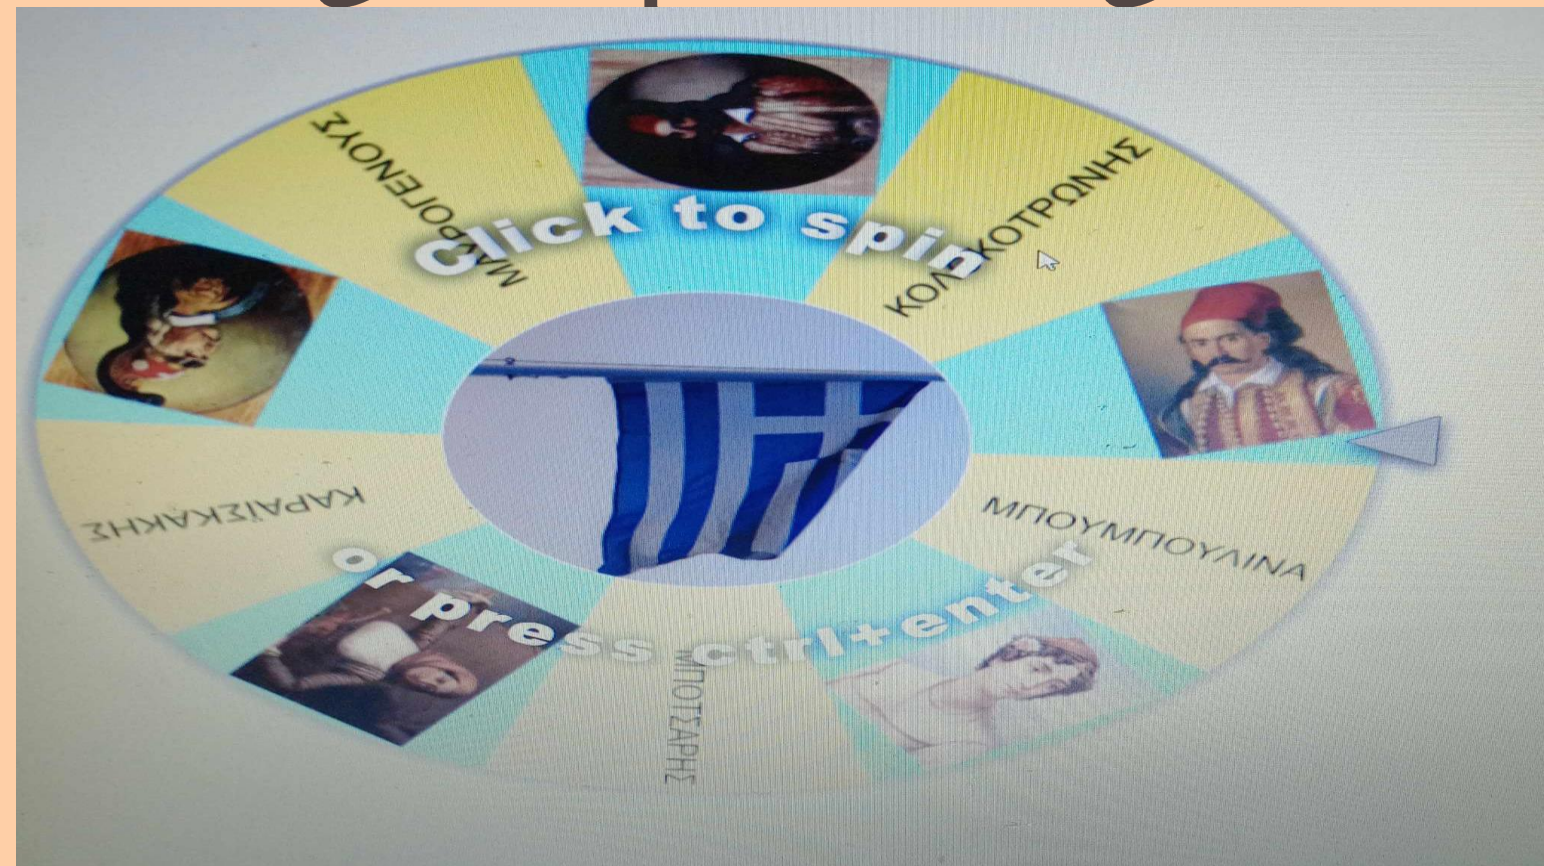 ΜΑΥΡΟΓΕΝΟΥΣ
Click to spin
ΚΟΛΟΚΟΤΡΩΝΗΣ
ΚΑΡΑΪΣΚΑΚΗΣ
ΜΠΟΥΜΠΟΥΛΙΝΑ
or press ctrl+enter
ΜΠΟΤΣΑΡΗΣ